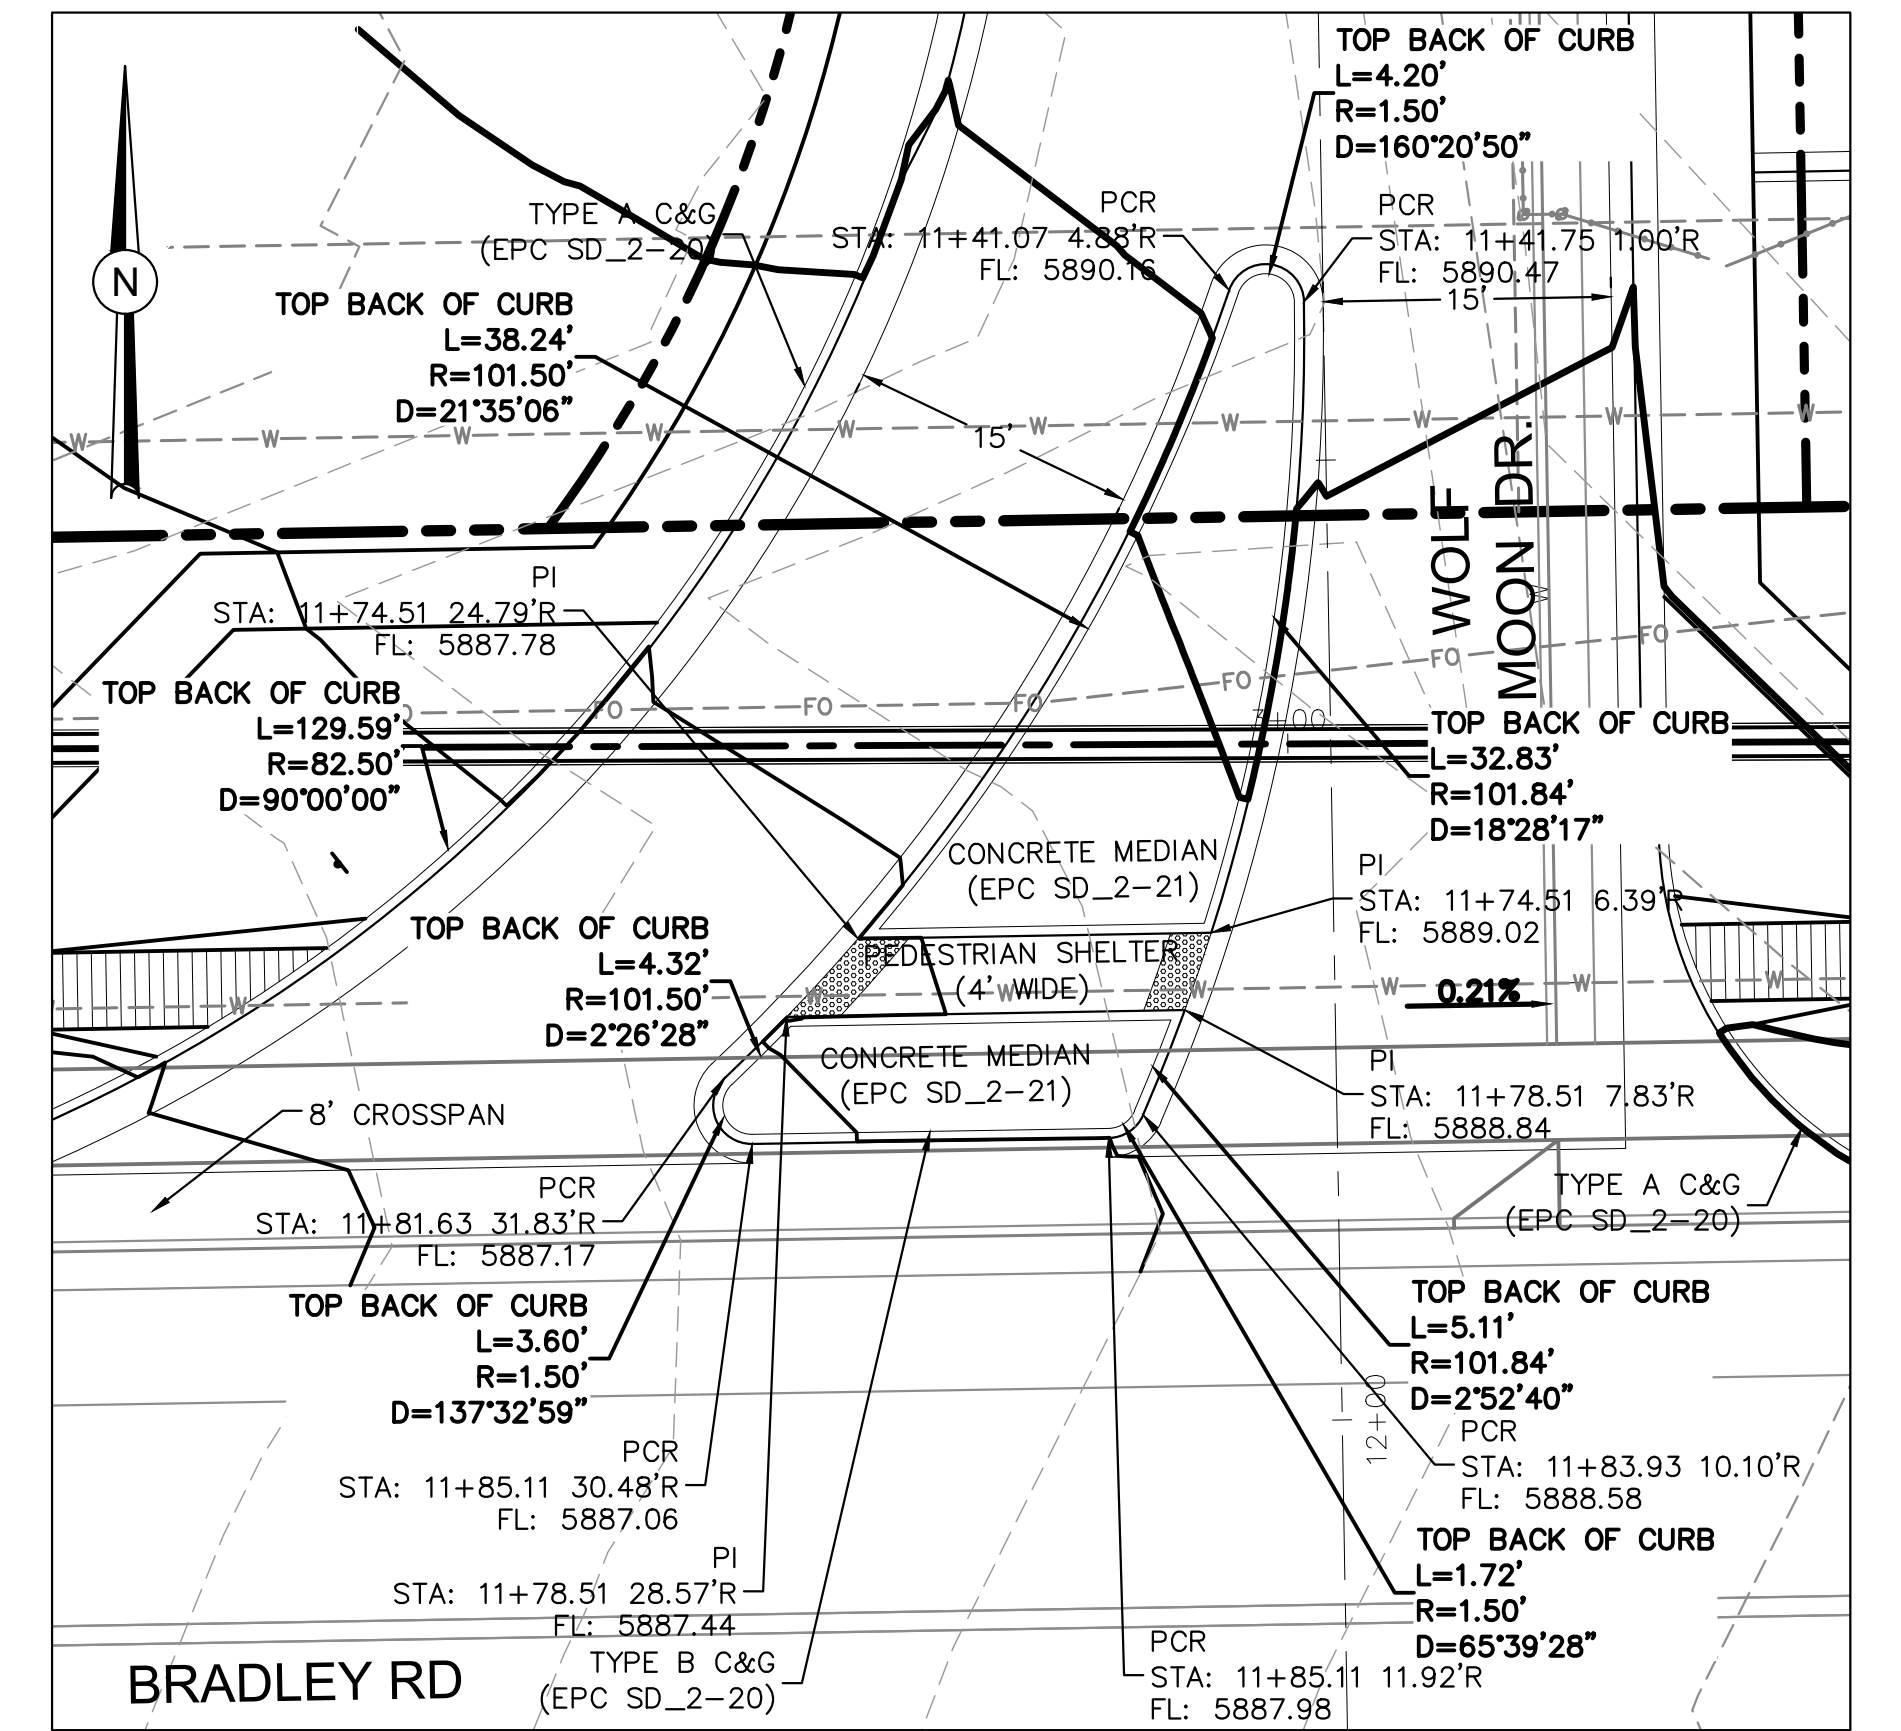 TOP BACK OF CURB
L=4.20'
R=1.50'
D=160°20'50"
TYPE A C&G
(EPC SD_2-20)
PCR
STA: 11+41.07 4.88'R
FL: 5890.16
PCR
STA: 11+41.75 1.00'R
FL: 5890.47
15'
N
TOP BACK OF CURB
L=38.24'
R=101.50'
D=21°35'06"
W W W W W W W W W W
15'
WOLF
MOON DR.
W
PI
STA: 11+74.51 24.79'R
FL: 5887.78
TOP BACK OF CURB
L=129.59'
R=82.50'
D=90°00'00"
FO FO FO FO FO FO
3+00
TOP BACK OF CURB
L=32.83'
R=101.84'
D=18°28'17"
CONCRETE MEDIAN
(EPC SD_2-21)
PI
STA: 11+74.51 6.39'R
FL: 5889.02
TOP BACK OF CURB
L=4.32'
R=101.50'
D=2°26'28"
PEDESTRIAN SHELTER
(4' WIDE)
W W W W W W W
0.21%
CONCRETE MEDIAN
(EPC SD_2-21)
PI
STA: 11+78.51 7.83'R
FL: 5888.84
8' CROSSPAN
PCR
STA: 11+81.63 31.83'R
FL: 5887.17
TYPE A C&G
(EPC SD_2-20)
TOP BACK OF CURB
L=3.60'
R=1.50'
D=137°32'59"
TOP BACK OF CURB
L=5.11'
R=101.84'
D=2°52'40"
12+00
PCR
STA: 11+85.11 30.48'R
FL: 5887.06
PCR
STA: 11+83.93 10.10'R
FL: 5888.58
PI
STA: 11+78.51 28.57'R
FL: 5887.44
TOP BACK OF CURB
L=1.72'
R=1.50'
D=65°39'28"
TYPE B C&G
(EPC SD_2-20)
PCR
STA: 11+85.11 11.92'R
FL: 5887.98
BRADLEY RD